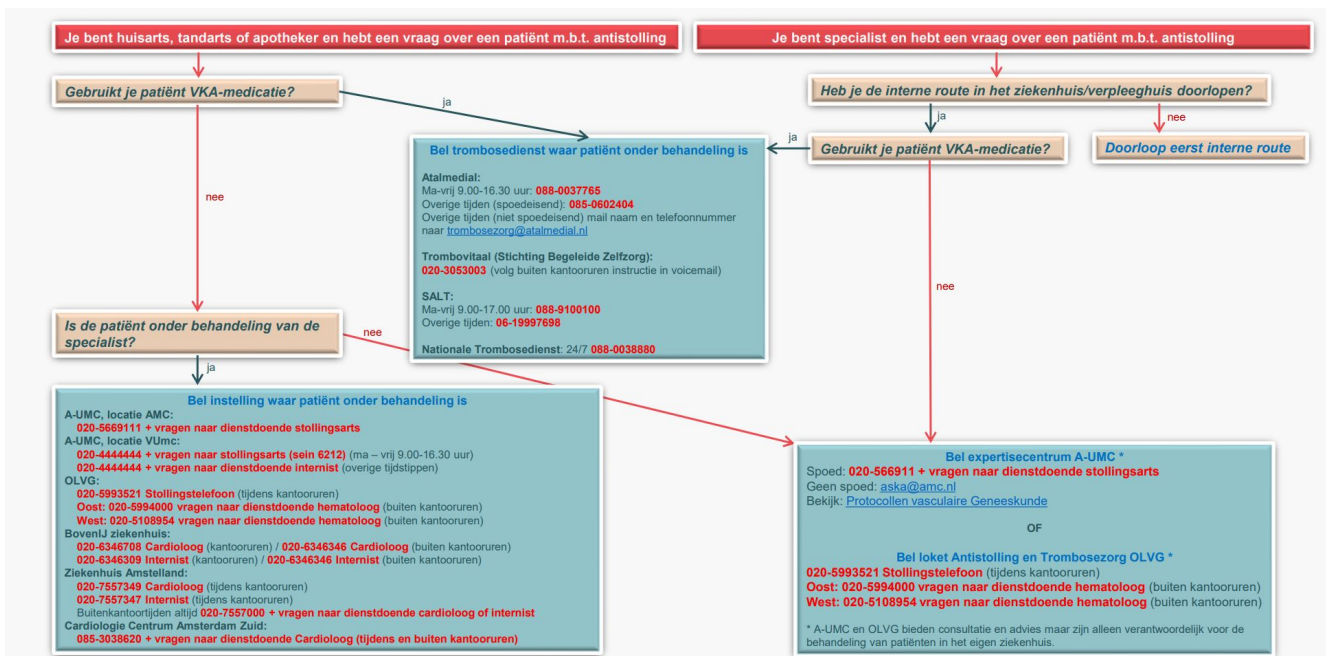 Je bent huisarts, tandarts of apotheker en hebt een vraag over een patiënt m.b.t. antistolling
Je bent specialist en hebt een vraag over een patiënt m.b.t. antistolling
Gebruikt je patiënt VKA-medicatie?
ja
nee
Heb je de interne route in het ziekenhuis/verpleeghuis doorlopen?
ja
nee
Gebruikt je patiënt VKA-medicatie?
ja
nee
Doorloop eerst interne route
Bel trombosedienst waar patiënt onder behandeling is
Atalmedial:
Ma-vrij 9.00-16.30 uur: 088-0037765
Overige tijden (spoedeisend): 085-0602404
Overige tijden (niet spoedeisend) mail naam en telefoonnummer
naar trombosezorg@atalmedial.nl
Trombovitaal (Stichting Begeleide Zelfzorg):
020-3053003 (volg buiten kantooruren instructie in voicemail)
SALT:
Ma-vrij 9.00-17.00 uur: 088-9100100
Overige tijden: 06-19997698
Nationale Trombosedienst: 24/7 088-0038880
Is de patiënt onder behandeling van de
specialist?
nee
ja
Bel instelling waar patiënt onder behandeling is
A-UMC, locatie AMC:
020-5669111 + vragen naar dienstdoende stollingsarts
A-UMC, locatie VUmc:
020-4444444 + vragen naar stollingsarts (sein 6212) (ma – vrij 9.00-16.30 uur)
020-4444444 + vragen naar dienstdoende internist (overige tijdstippen)
OLVG:
020-5993521 Stollingstelefoon (tijdens kantooruren)
Oost: 020-5994000 vragen naar dienstdoende hematoloog (buiten kantooruren)
West: 020-5108954 vragen naar dienstdoende hematoloog (buiten kantooruren)
BovenIJ ziekenhuis:
020-6346708 Cardioloog (kantooruren) / 020-6346346 Cardioloog (buiten kantooruren)
020-6346309 Internist (kantooruren) / 020-6346346 Internist (buiten kantooruren)
Ziekenhuis Amstelland:
020-7557349 Cardioloog (tijdens kantooruren)
020-7557347 Internist (tijdens kantooruren)
Buitenkantoortijden altijd 020-7557000 + vragen naar dienstdoende cardioloog of internist
Cardiologie Centrum Amsterdam Zuid:
085-3038620 + vragen naar dienstdoende Cardioloog (tijdens en buiten kantooruren)
Bel expertisecentrum A-UMC *
Spoed: 020-566911 + vragen naar dienstdoende stollingsarts
Geen spoed: aska@amc.nl
Bekijk: Protocollen vasculaire Geneeskunde
OF
Bel loket Antistolling en Trombosezorg OLVG *
020-5993521 Stollingstelefoon (tijdens kantooruren)
Oost: 020-5994000 vragen naar dienstdoende hematoloog (buiten kantooruren)
West: 020-5108954 vragen naar dienstdoende hematoloog (buiten kantooruren)
* A-UMC en OLVG bieden consultatie en advies maar zijn alleen verantwoordelijk voor de
behandeling van patiënten in het eigen ziekenhuis.